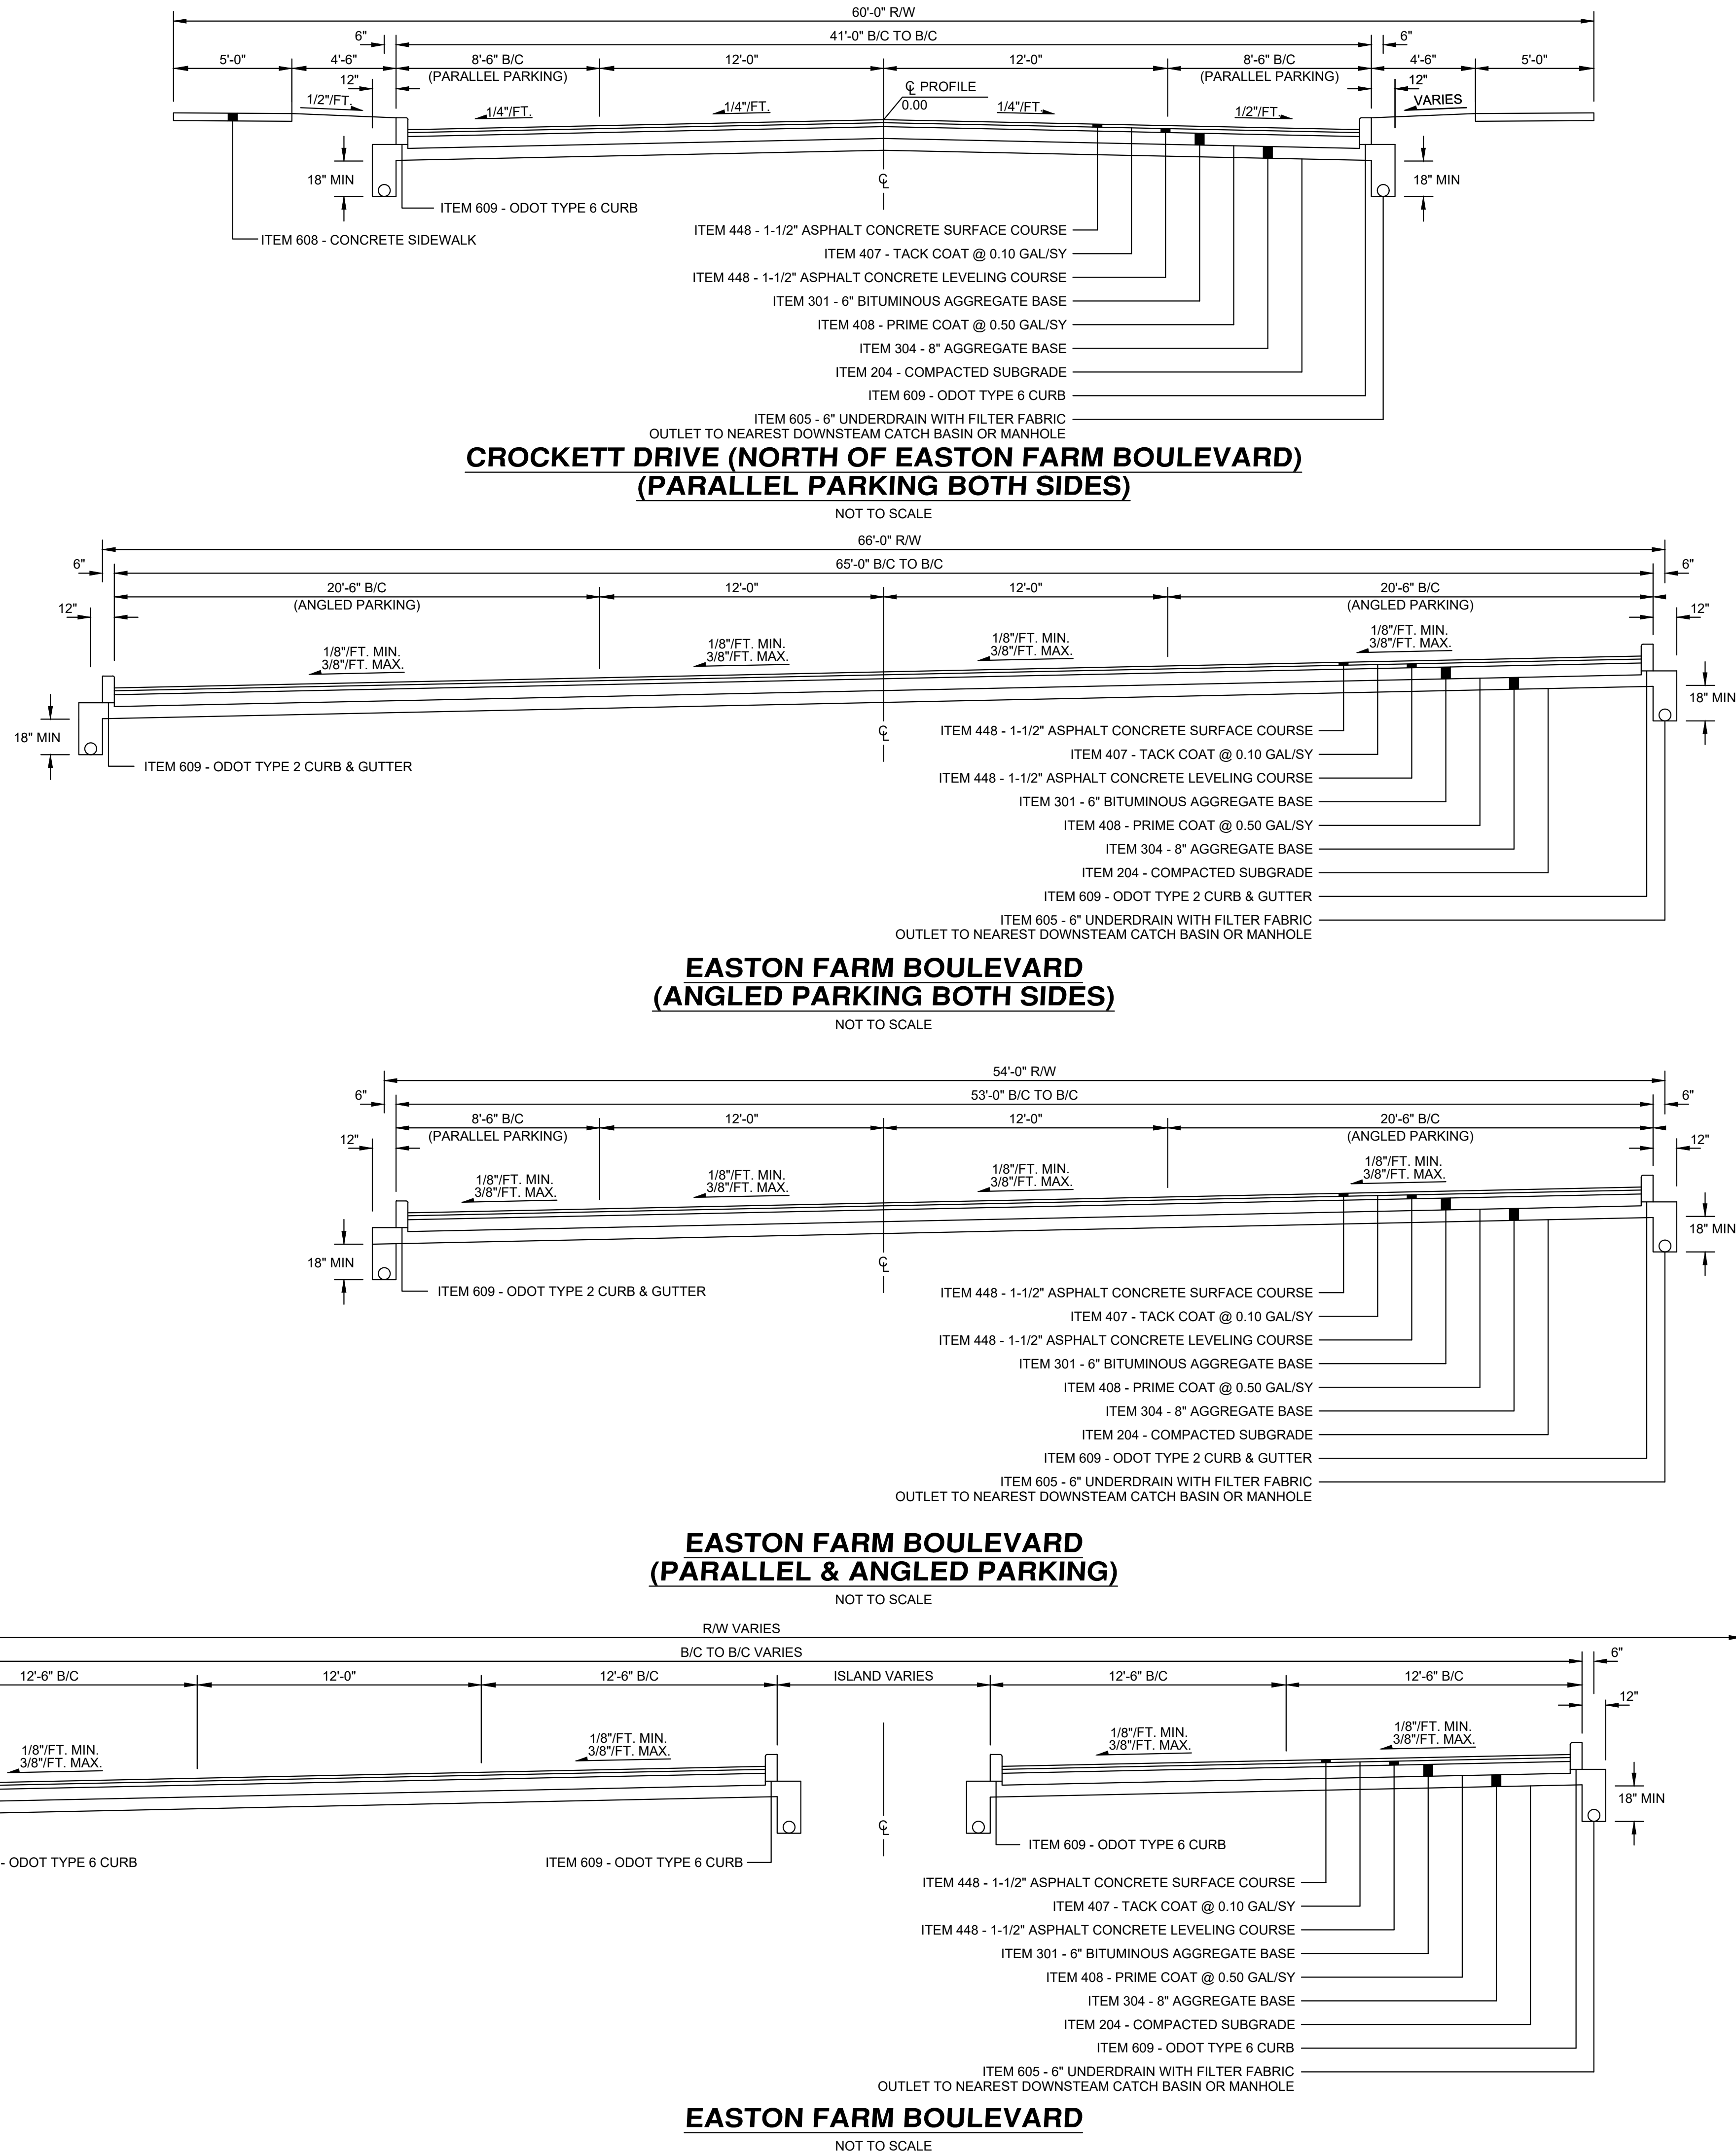 60'-0" R/W
6" 41'-0" B/C TO B/C 6"
5'-0" 4'-6" 8'-6" B/C 12'-0" 12'-0" 8'-6" B/C 4'-6" 5'-0"
(PARALLEL PARKING) (PARALLEL PARKING)
12" ℄ PROFILE 12"
1/2"/FT. 1/4"/FT. 1/4"/FT. 0.00 1/4"/FT. 1/2"/FT. VARIES
18" MIN ℄ 18" MIN
ITEM 609 - ODOT TYPE 6 CURB
ITEM 608 - CONCRETE SIDEWALK
ITEM 448 - 1-1/2" ASPHALT CONCRETE SURFACE COURSE
ITEM 407 - TACK COAT @ 0.10 GAL/SY
ITEM 448 - 1-1/2" ASPHALT CONCRETE LEVELING COURSE
ITEM 301 - 6" BITUMINOUS AGGREGATE BASE
ITEM 408 - PRIME COAT @ 0.50 GAL/SY
ITEM 304 - 8" AGGREGATE BASE
ITEM 204 - COMPACTED SUBGRADE
ITEM 609 - ODOT TYPE 6 CURB
ITEM 605 - 6" UNDERDRAIN WITH FILTER FABRIC
OUTLET TO NEAREST DOWNSTEAM CATCH BASIN OR MANHOLE
CROCKETT DRIVE (NORTH OF EASTON FARM BOULEVARD)
(PARALLEL PARKING BOTH SIDES)
NOT TO SCALE
66'-0" R/W
6" 65'-0" B/C TO B/C 6"
20'-6" B/C 12'-0" 12'-0" 20'-6" B/C
12" (ANGLED PARKING) (ANGLED PARKING) 12"
1/8"/FT. MIN. 1/8"/FT. MIN. 1/8"/FT. MIN. 1/8"/FT. MIN.
3/8"/FT. MAX. 3/8"/FT. MAX. 3/8"/FT. MAX. 3/8"/FT. MAX.
18" MIN ℄ 18" MIN
ITEM 609 - ODOT TYPE 2 CURB & GUTTER
ITEM 448 - 1-1/2" ASPHALT CONCRETE SURFACE COURSE
ITEM 407 - TACK COAT @ 0.10 GAL/SY
ITEM 448 - 1-1/2" ASPHALT CONCRETE LEVELING COURSE
ITEM 301 - 6" BITUMINOUS AGGREGATE BASE
ITEM 408 - PRIME COAT @ 0.50 GAL/SY
ITEM 304 - 8" AGGREGATE BASE
ITEM 204 - COMPACTED SUBGRADE
ITEM 609 - ODOT TYPE 2 CURB & GUTTER
ITEM 605 - 6" UNDERDRAIN WITH FILTER FABRIC
OUTLET TO NEAREST DOWNSTEAM CATCH BASIN OR MANHOLE
EASTON FARM BOULEVARD
(ANGLED PARKING BOTH SIDES)
NOT TO SCALE
54'-0" R/W
6" 53'-0" B/C TO B/C 6"
8'-6" B/C 12'-0" 12'-0" 20'-6" B/C
12" (PARALLEL PARKING) (ANGLED PARKING) 12"
1/8"/FT. MIN. 1/8"/FT. MIN. 1/8"/FT. MIN. 1/8"/FT. MIN.
3/8"/FT. MAX. 3/8"/FT. MAX. 3/8"/FT. MAX. 3/8"/FT. MAX.
18" MIN ℄ 18" MIN
ITEM 609 - ODOT TYPE 2 CURB & GUTTER
ITEM 448 - 1-1/2" ASPHALT CONCRETE SURFACE COURSE
ITEM 407 - TACK COAT @ 0.10 GAL/SY
ITEM 448 - 1-1/2" ASPHALT CONCRETE LEVELING COURSE
ITEM 301 - 6" BITUMINOUS AGGREGATE BASE
ITEM 408 - PRIME COAT @ 0.50 GAL/SY
ITEM 304 - 8" AGGREGATE BASE
ITEM 204 - COMPACTED SUBGRADE
ITEM 609 - ODOT TYPE 2 CURB & GUTTER
ITEM 605 - 6" UNDERDRAIN WITH FILTER FABRIC
OUTLET TO NEAREST DOWNSTEAM CATCH BASIN OR MANHOLE
EASTON FARM BOULEVARD
(PARALLEL & ANGLED PARKING)
NOT TO SCALE
R/W VARIES
B/C TO B/C VARIES 6"
12'-6" B/C 12'-0" 12'-6" B/C ISLAND VARIES 12'-6" B/C 12'-6" B/C
12"
1/8"/FT. MIN. 1/8"/FT. MIN. 1/8"/FT. MIN. 1/8"/FT. MIN.
3/8"/FT. MAX. 3/8"/FT. MAX. 3/8"/FT. MAX. 3/8"/FT. MAX.
℄ 18" MIN
- ODOT TYPE 6 CURB ITEM 609 - ODOT TYPE 6 CURB ITEM 609 - ODOT TYPE 6 CURB
ITEM 448 - 1-1/2" ASPHALT CONCRETE SURFACE COURSE
ITEM 407 - TACK COAT @ 0.10 GAL/SY
ITEM 448 - 1-1/2" ASPHALT CONCRETE LEVELING COURSE
ITEM 301 - 6" BITUMINOUS AGGREGATE BASE
ITEM 408 - PRIME COAT @ 0.50 GAL/SY
ITEM 304 - 8" AGGREGATE BASE
ITEM 204 - COMPACTED SUBGRADE
ITEM 609 - ODOT TYPE 6 CURB
ITEM 605 - 6" UNDERDRAIN WITH FILTER FABRIC
OUTLET TO NEAREST DOWNSTEAM CATCH BASIN OR MANHOLE
EASTON FARM BOULEVARD
NOT TO SCALE